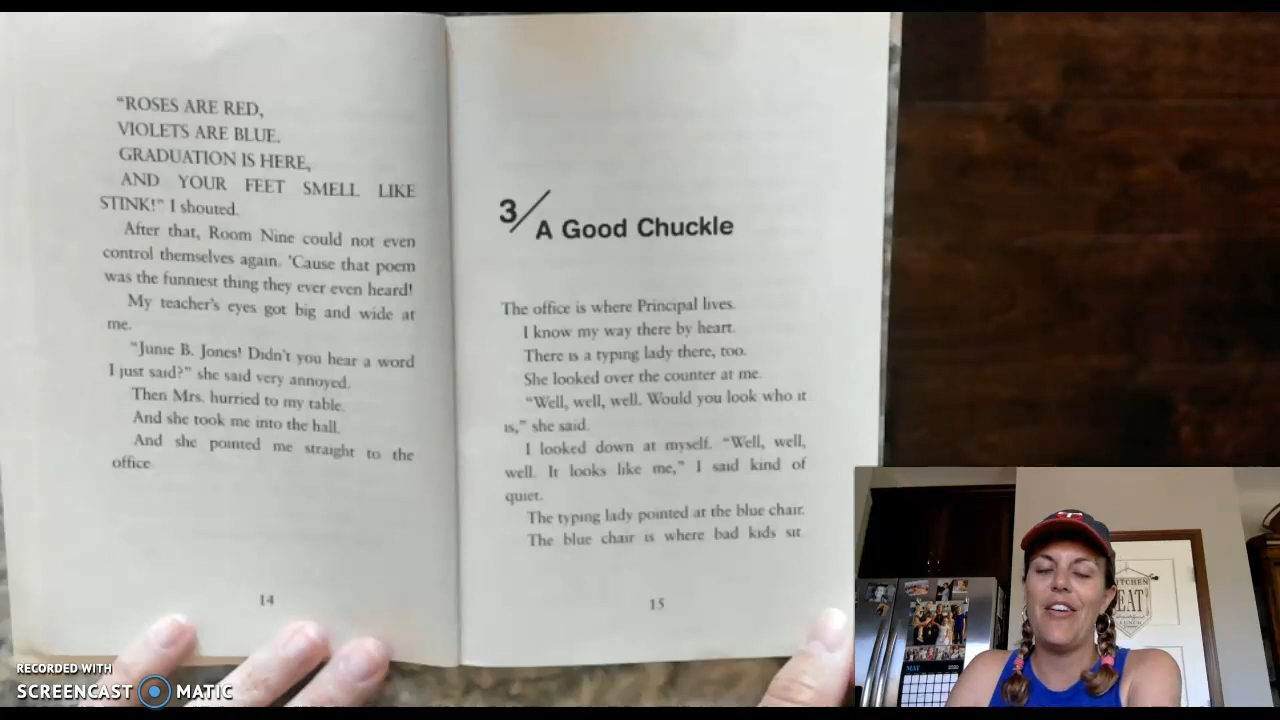 “ROSES ARE RED,
VIOLETS ARE BLUE.
GRADUATION IS HERE,
AND YOUR FEET SMELL LIKE
STINK!” I shouted.
After that, Room Nine could not even
control themselves again. ’Cause that poem
was the funniest thing they ever even heard!
My teacher’s eyes got big and wide at
me.
“Junie B. Jones! Didn’t you hear a word
I just said?” she said very annoyed.
Then Mrs. hurried to my table.
And she took me into the hall.
And she pointed me straight to the
office.
14
3/
A Good Chuckle
The office is where Principal lives.
I know my way there by heart.
There is a typing lady there, too.
She looked over the counter at me.
“Well, well, well. Would you look who it
is,” she said.
I looked down at myself. “Well, well,
well. It looks like me,” I said kind of
quiet.
The typing lady pointed at the blue chair.
The blue chair is where bad kids sit.
15
T
KITCHEN
EAT
LUNCH
MAY 2020
RECORDED WITH
SCREENCAST MATIC